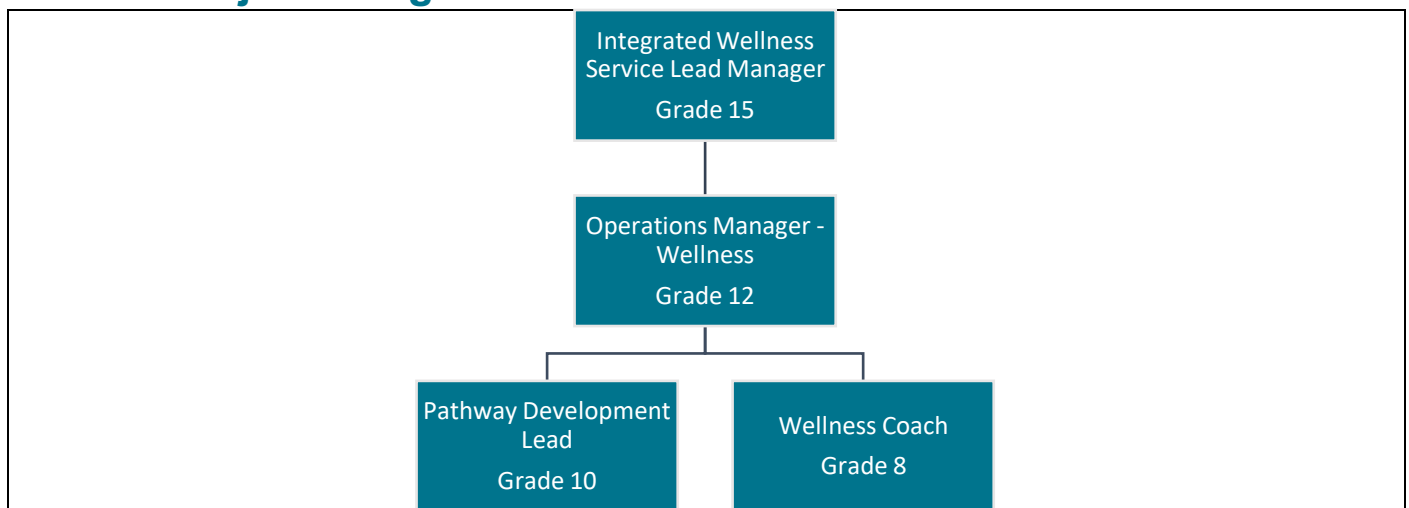 Integrated Wellness
Service Lead Manager
Grade 15
Operations Manager -
Wellness
Grade 12
Pathway Development
Lead
Grade 10
Wellness Coach
Grade 8